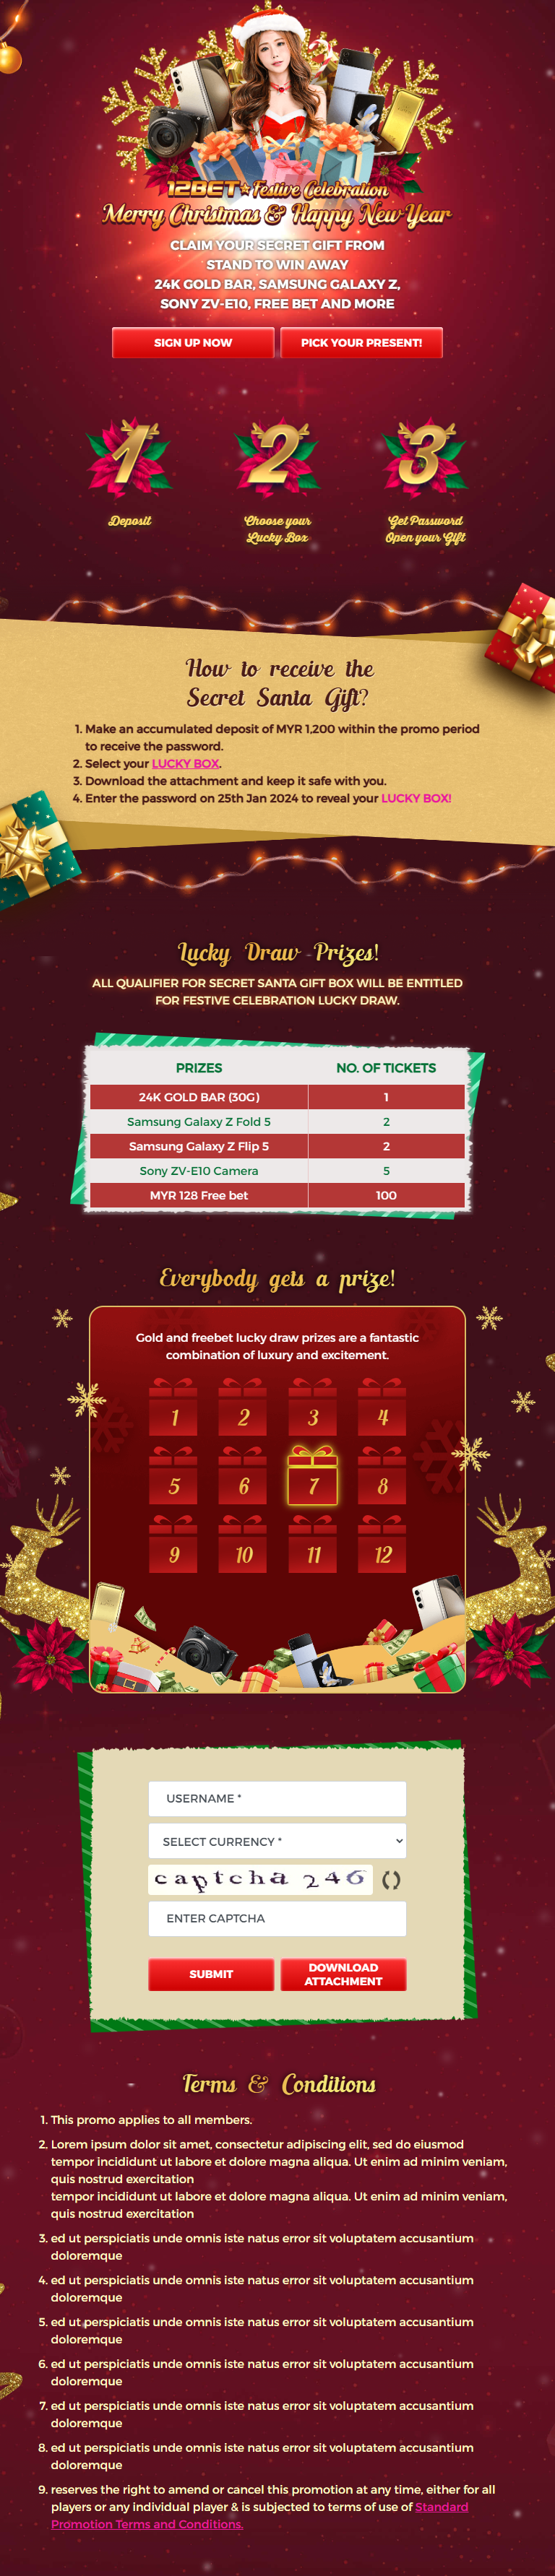 12BET★Festive Celebration
Merry Christmas & Happy New Year
CLAIM YOUR SECRET GIFT FROM
STAND TO WIN AWAY
24K GOLD BAR, SAMSUNG GALAXY Z,
SONY ZV-E10, FREE BET AND MORE
SIGN UP NOW
PICK YOUR PRESENT!
1
2
3
Deposit
Choose your
Lucky Box
Get Password
Open your Gift
How to receive the
Secret Santa Gift?
1. Make an accumulated deposit of MYR 1,200 within the promo period
to receive the password.
2. Select your LUCKY BOX.
3. Download the attachment and keep it safe with you.
4. Enter the password on 25th Jan 2024 to reveal your LUCKY BOX!
Lucky Draw -Prizes!
ALL QUALIFIER FOR SECRET SANTA GIFT BOX WILL BE ENTITLED
FOR FESTIVE CELEBRATION LUCKY DRAW.
PRIZES NO. OF TICKETS
24K GOLD BAR (30G) 1
Samsung Galaxy Z Fold 5 2
Samsung Galaxy Z Flip 5 2
Sony ZV-E10 Camera 5
MYR 128 Free bet 100
Everybody gets a prize!
Gold and freebet lucky draw prizes are a fantastic
combination of luxury and excitement.
1 2 3 4
5 6 7 8
9 10 11 12
USERNAME *
SELECT CURRENCY *
captcha 246
ENTER CAPTCHA
SUBMIT
DOWNLOAD
ATTACHMENT
Terms & Conditions
1. This promo applies to all members.
2. Lorem ipsum dolor sit amet, consectetur adipiscing elit, sed do eiusmod
tempor incididunt ut labore et dolore magna aliqua. Ut enim ad minim veniam,
quis nostrud exercitation
tempor incididunt ut labore et dolore magna aliqua. Ut enim ad minim veniam,
quis nostrud exercitation
3. ed ut perspiciatis unde omnis iste natus error sit voluptatem accusantium
doloremque
4. ed ut perspiciatis unde omnis iste natus error sit voluptatem accusantium
doloremque
5. ed ut perspiciatis unde omnis iste natus error sit voluptatem accusantium
doloremque
6. ed ut perspiciatis unde omnis iste natus error sit voluptatem accusantium
doloremque
7. ed ut perspiciatis unde omnis iste natus error sit voluptatem accusantium
doloremque
8. ed ut perspiciatis unde omnis iste natus error sit voluptatem accusantium
doloremque
9. reserves the right to amend or cancel this promotion at any time, either for all
players or any individual player & is subjected to terms of use of Standard
Promotion Terms and Conditions.